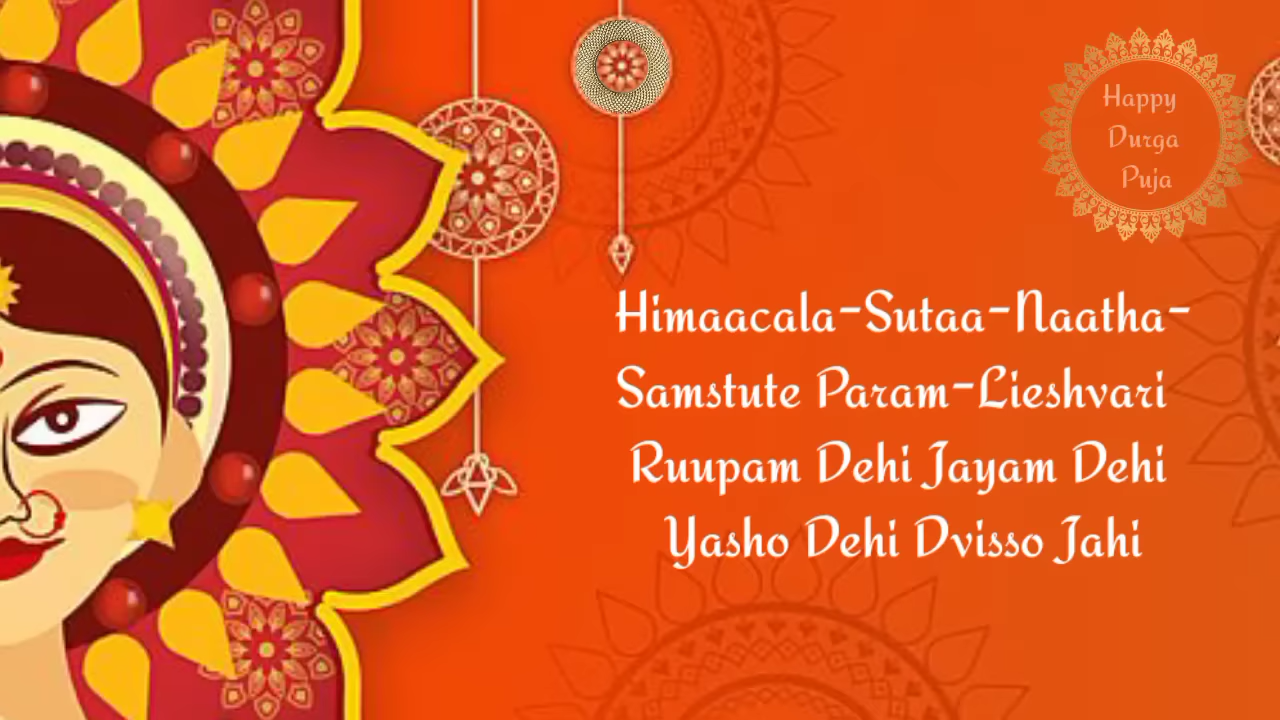 Happy
Durga
Puja
Himaacala-Sutaa-Naatha-
Samstute Param-Lieshvari
Ruupam Dehi Jayam Dehi
Yasho Dehi Dvisso Jahi